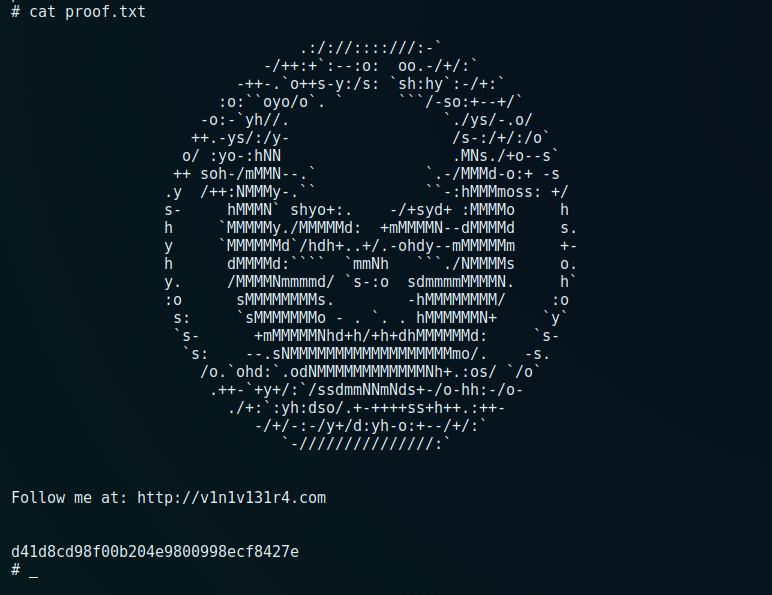 # cat proof.txt
.:/://::::///:-`
-/++:+`:--:o:  oo.-/+/:`
-++-.`o++s-y:/s: `sh:hy`:-/+:`
:o:``oyo/o`. `      ```/-so:+--+/`
-o:-`yh//.                 `./ys/-.o/
++.-ys/:/y-                  /s-:/+/:/o`
o/ :yo-:hNN                   .MNs./+o--s`
++ soh-/mMMN--.`            `.-/MMMd-o:+ -s
.y  /++:NMMMy-.``            ``-:hMMMmoss: +/
s-     hMMMN` shyo+:.    -/+syd+ :MMMMo     h
h     `MMMMMy./MMMMMd:  +mMMMMN--dMMMMd     s.
y     `MMMMMMd`/hdh+..+/.-ohdy--mMMMMMm     +-
h      dMMMMd:````  `mmNh   ```./NMMMMs     o.
y.     /MMMMNmmmmd/ `s-:o  sdmmmmMMMMN.     h`
:o      sMMMMMMMMs.        -hMMMMMMMM/     :o
s:     `sMMMMMMMo - . `. . hMMMMMMN+     `y`
`s-      +mMMMMMNhd+h/+h+dhMMMMMMd:     `s-
`s:    --.sNMMMMMMMMMMMMMMMMMMmo/.    -s.
/o.`ohd:`.odNMMMMMMMMMMMMNh+.:os/ `/o`
.++-`+y+/:`/ssdmmNNmNds+-/o-hh:-/o-
./+:`:yh:dso/.+-++++ss+h++.:++-
-/+/-:-/y+/d:yh-o:+--/+/:`
`-///////////////:`
Follow me at: http://v1n1v131r4.com
d41d8cd98f00b204e9800998ecf8427e
# _